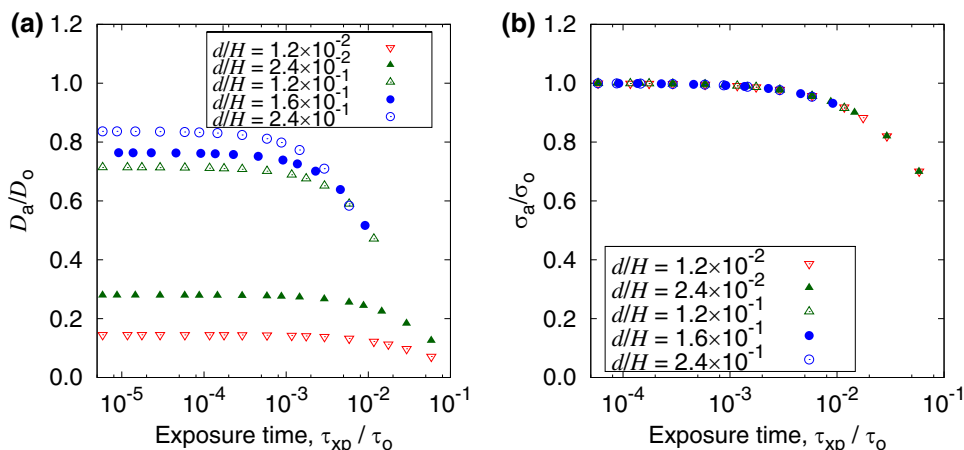 (a)
1.2
1.0
0.8
0.6
0.4
0.2
0.0
D_a/D_o
d/H = 1.2×10^-2
d/H = 2.4×10^-2
d/H = 1.2×10^-1
d/H = 1.6×10^-1
d/H = 2.4×10^-1
10^-5 10^-4 10^-3 10^-2 10^-1
Exposure time, τ_xp / τ_o
(b)
1.2
1.0
0.8
0.6
0.4
0.2
0.0
σ_a/σ_o
d/H = 1.2×10^-2
d/H = 2.4×10^-2
d/H = 1.2×10^-1
d/H = 1.6×10^-1
d/H = 2.4×10^-1
10^-4 10^-3 10^-2 10^-1
Exposure time, τ_xp / τ_o